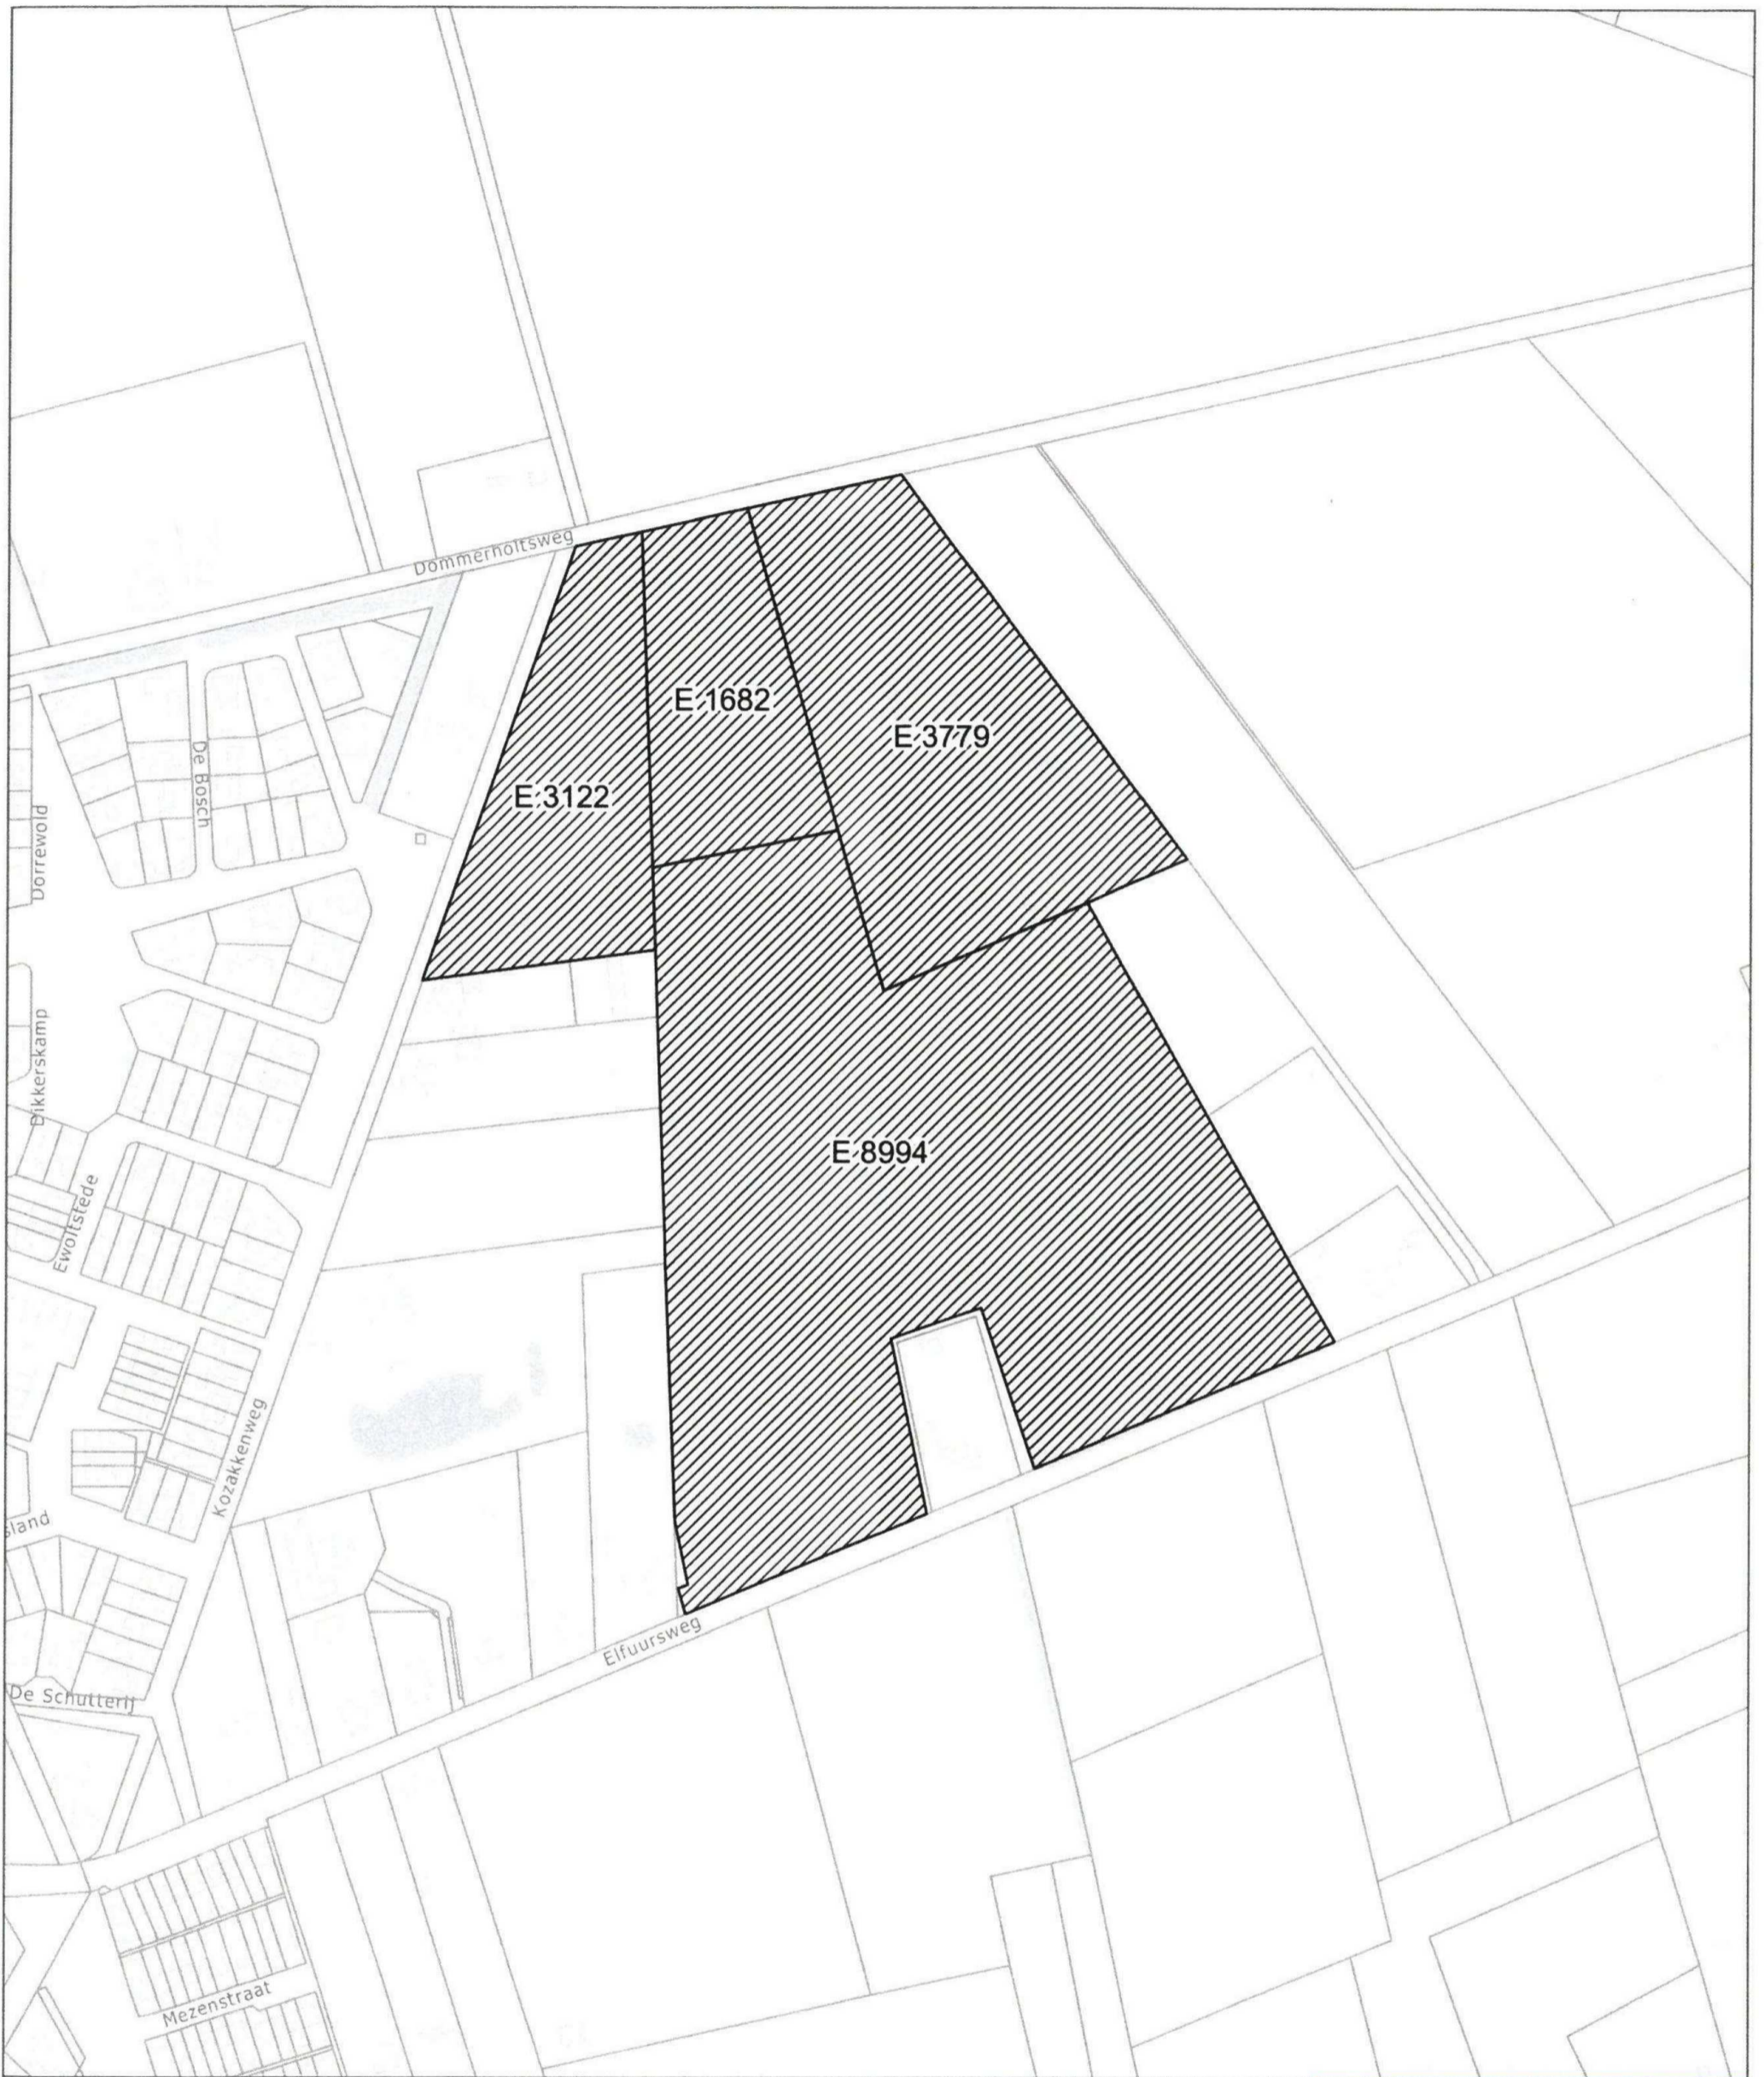 Dommerholtsweg
E 1682
E 3779
De Bosch
E 3122
Dorrewold
Dikkerskamp
E 8994
Ewoltstede
Kozakkenweg
sland
Elfuursweg
De Schutterij
Mezenstraat